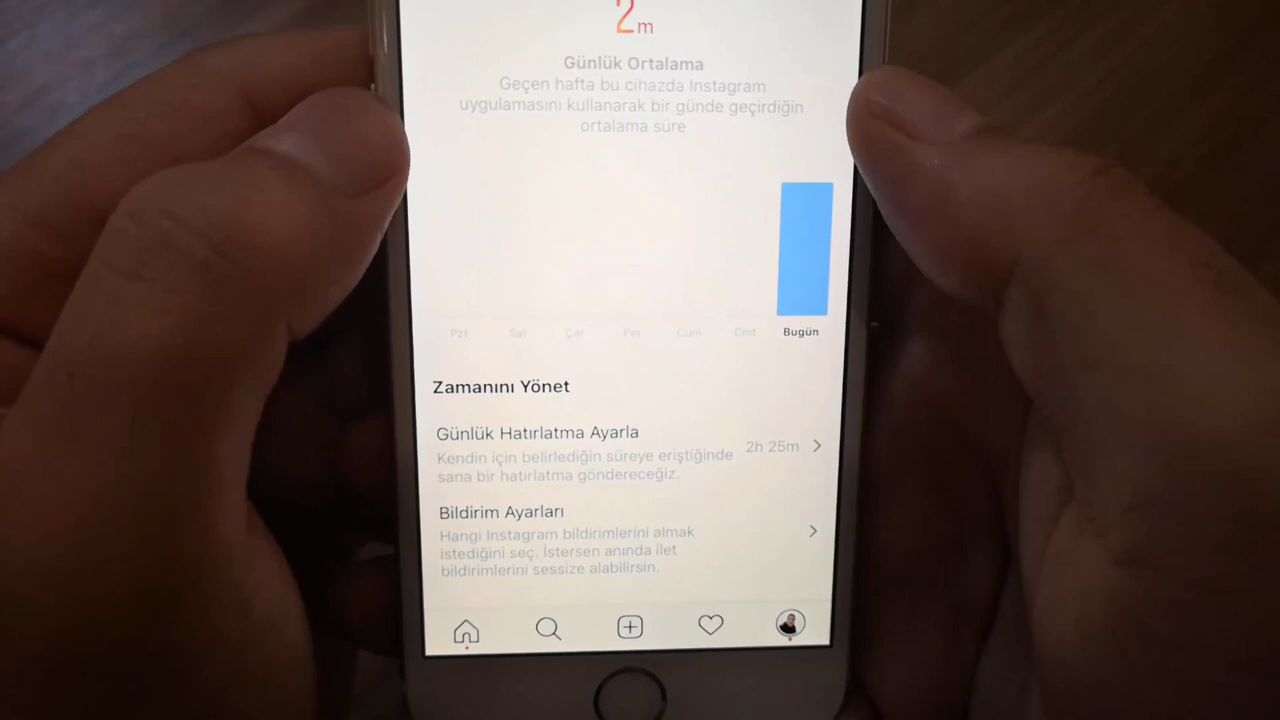 2m
Günlük Ortalama
Geçen hafta bu cihazda Instagram
uygulamasını kullanarak bir günde geçirdiğin
ortalama süre
Pzt Sal Çar Per Cum Cmt Bugün
Zamanını Yönet
Günlük Hatırlatma Ayarla
2h 25m
Kendin için belirlediğin süreye eriştiğinde
sana bir hatırlatma göndereceğiz.
Bildirim Ayarları
Hangi Instagram bildirimlerini almak
istediğini seç. İstersen anında ilet
bildirimlerini sessize alabilirsin.